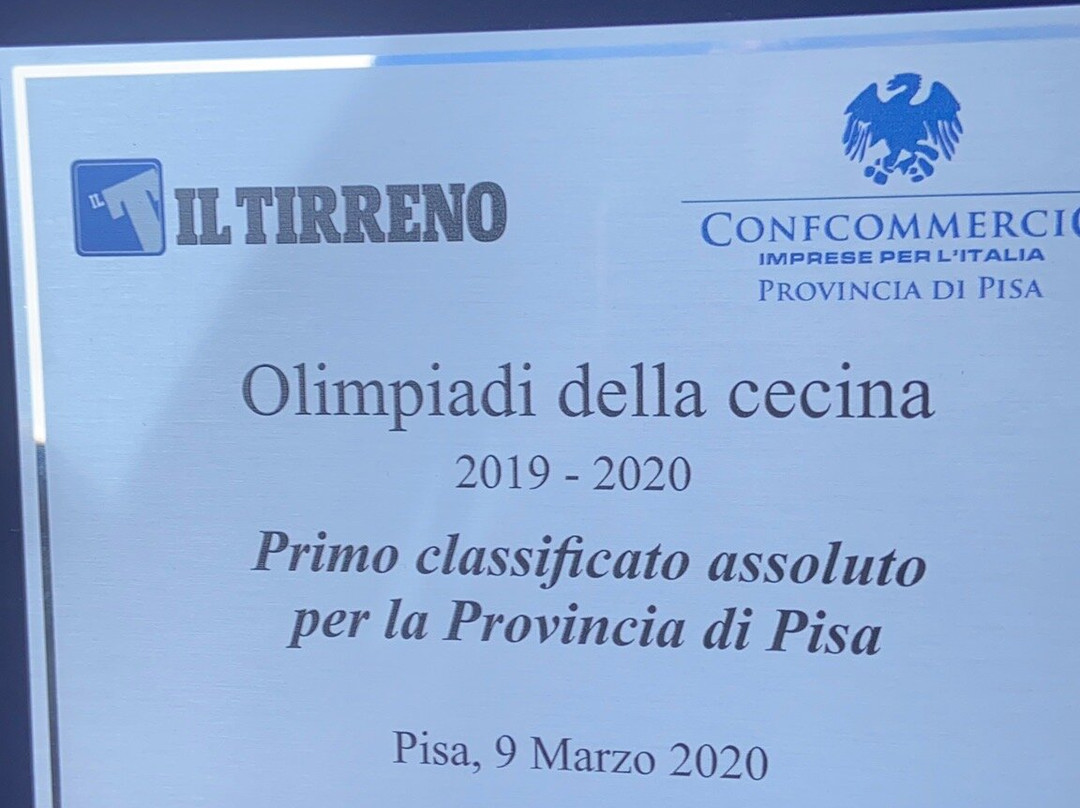 IL T
IL TIRRENO
CONFCOMMERCIO
IMPRESE PER L'ITALIA
PROVINCIA DI PISA
Olimpiadi della cecina
2019 - 2020
Primo classificato assoluto
per la Provincia di Pisa
Pisa, 9 Marzo 2020